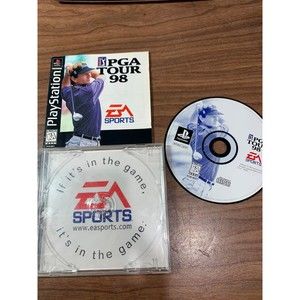 PlayStation
PGA
TOUR
98
EA
SPORTS
If it's in the game,
EA
SPORTS
www.easports.com
it's in the game.
PGA
TOUR
98
EA
SPORTS